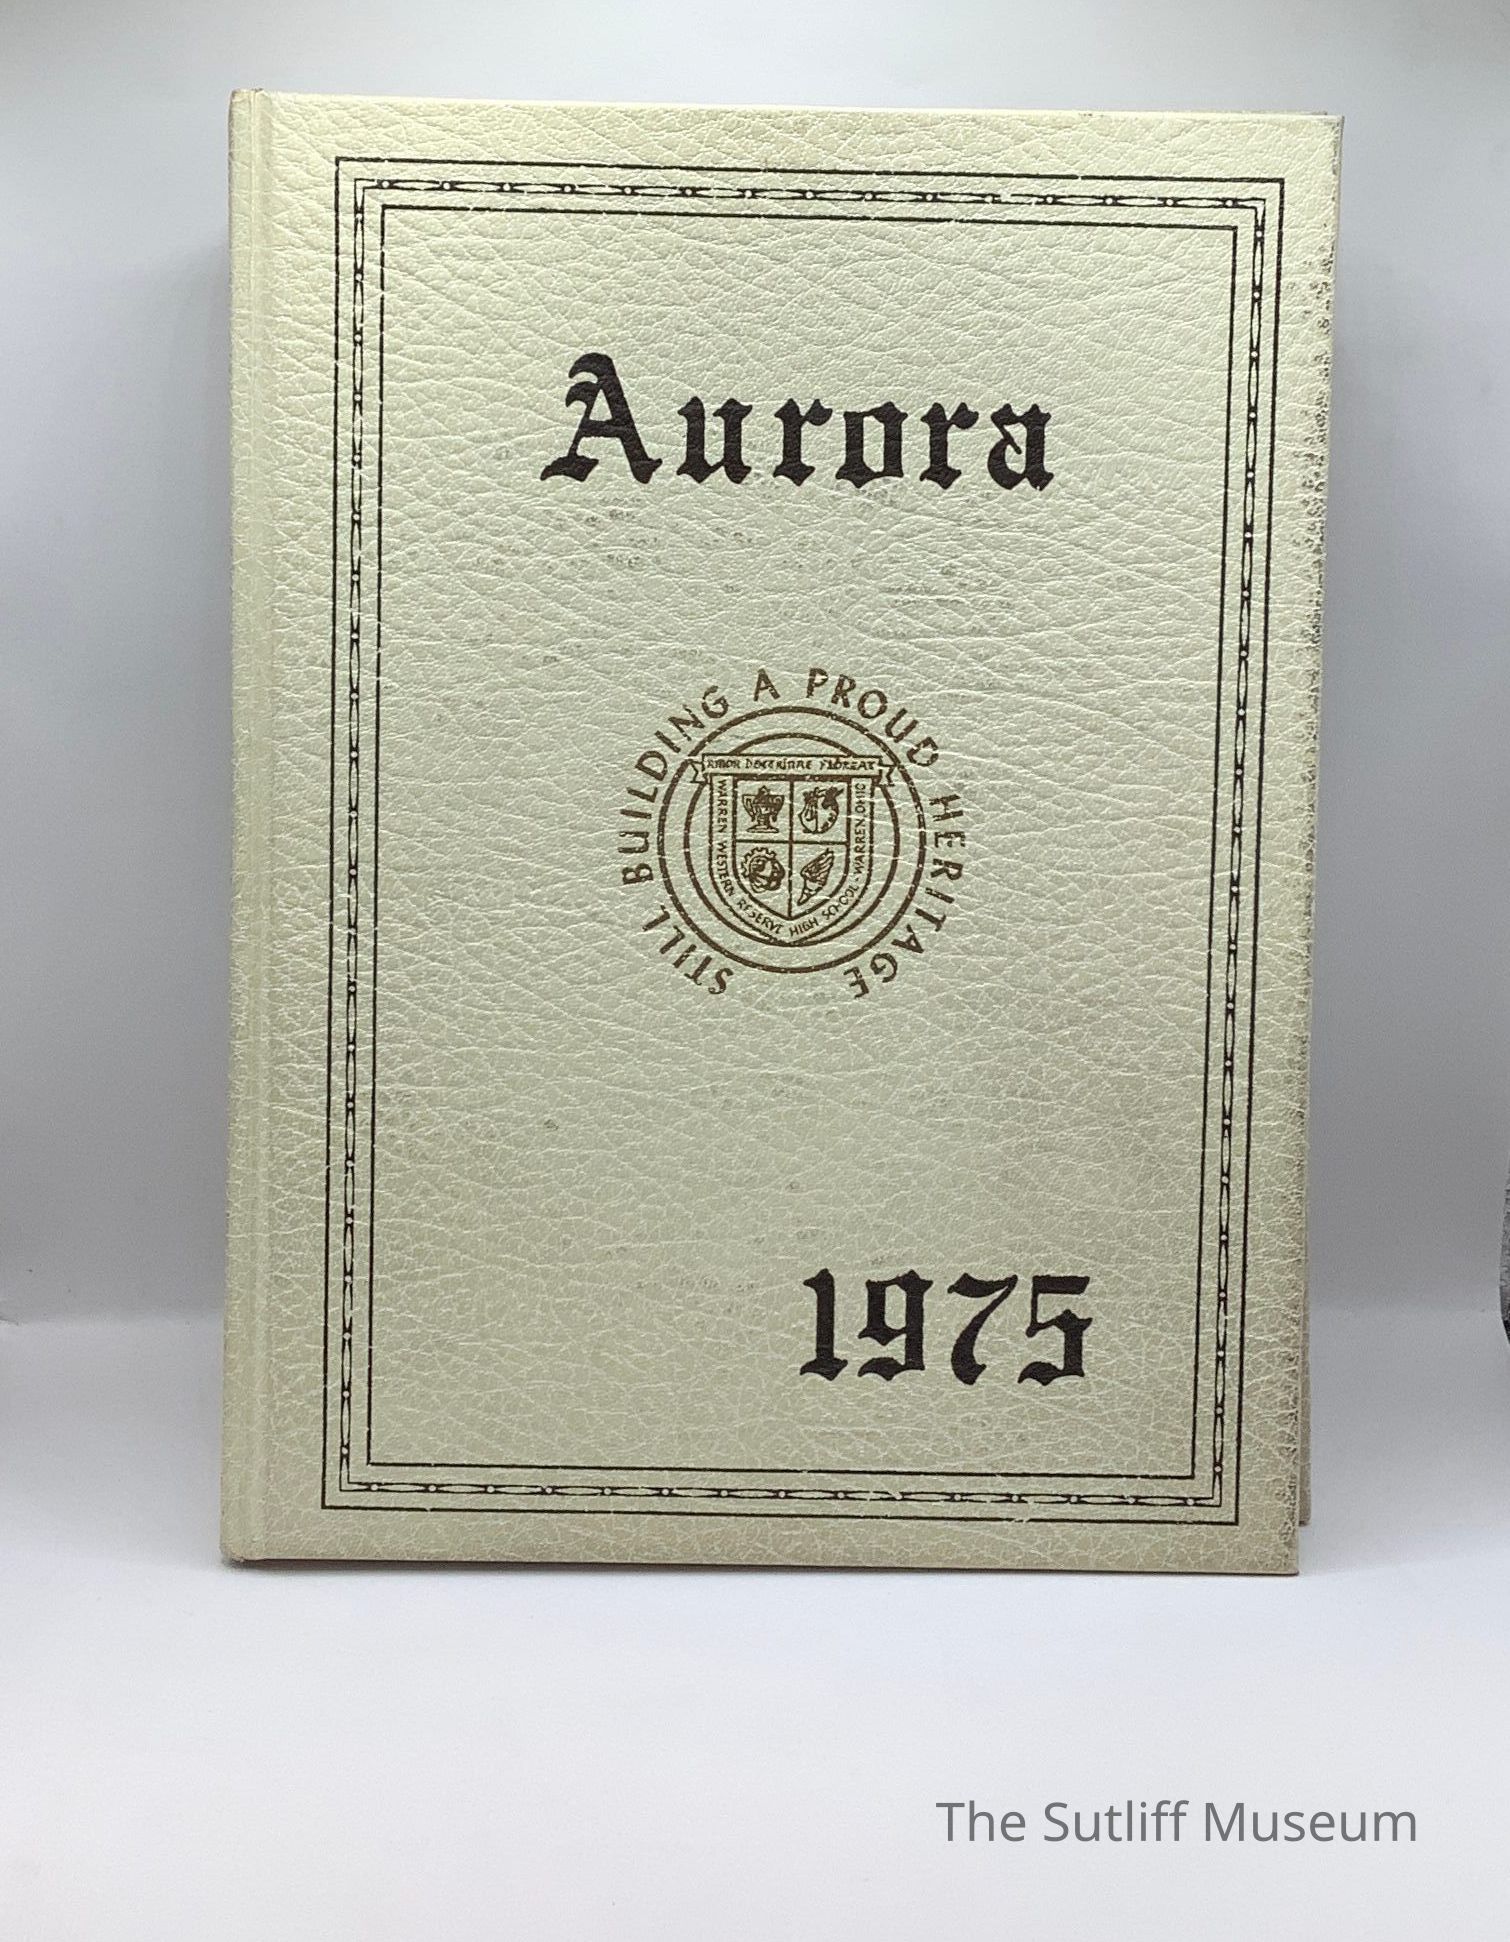 Aurora
STILL BUILDING A PROUD HERITAGE
AMOR DOCTRINAE FLOREAT
WARREN WESTERN RESERVE HIGH SCHOOL - WARREN, OHIO
1975
The Sutliff Museum